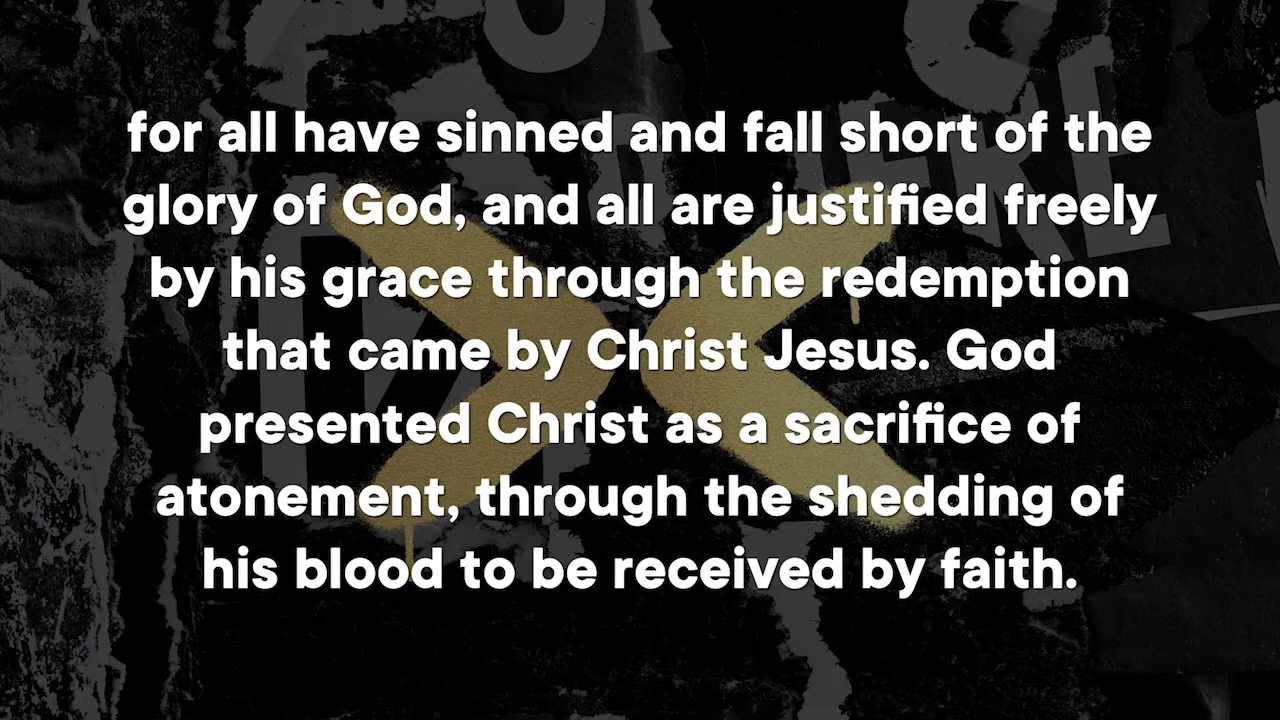 for all have sinned and fall short of the
glory of God, and all are justified freely
by his grace through the redemption
that came by Christ Jesus. God
presented Christ as a sacrifice of
atonement, through the shedding of
his blood to be received by faith.